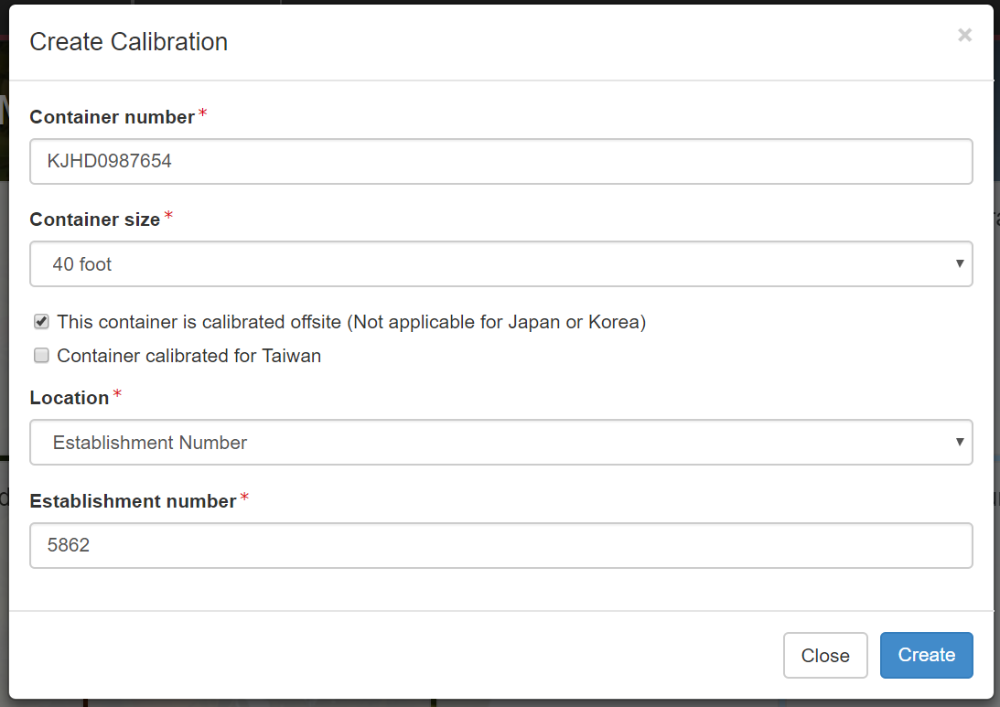 Create Calibration
×
Container number*
KJHD0987654
Container size*
40 foot
This container is calibrated offsite (Not applicable for Japan or Korea)
Container calibrated for Taiwan
Location*
Establishment Number
Establishment number*
5862
Close
Create